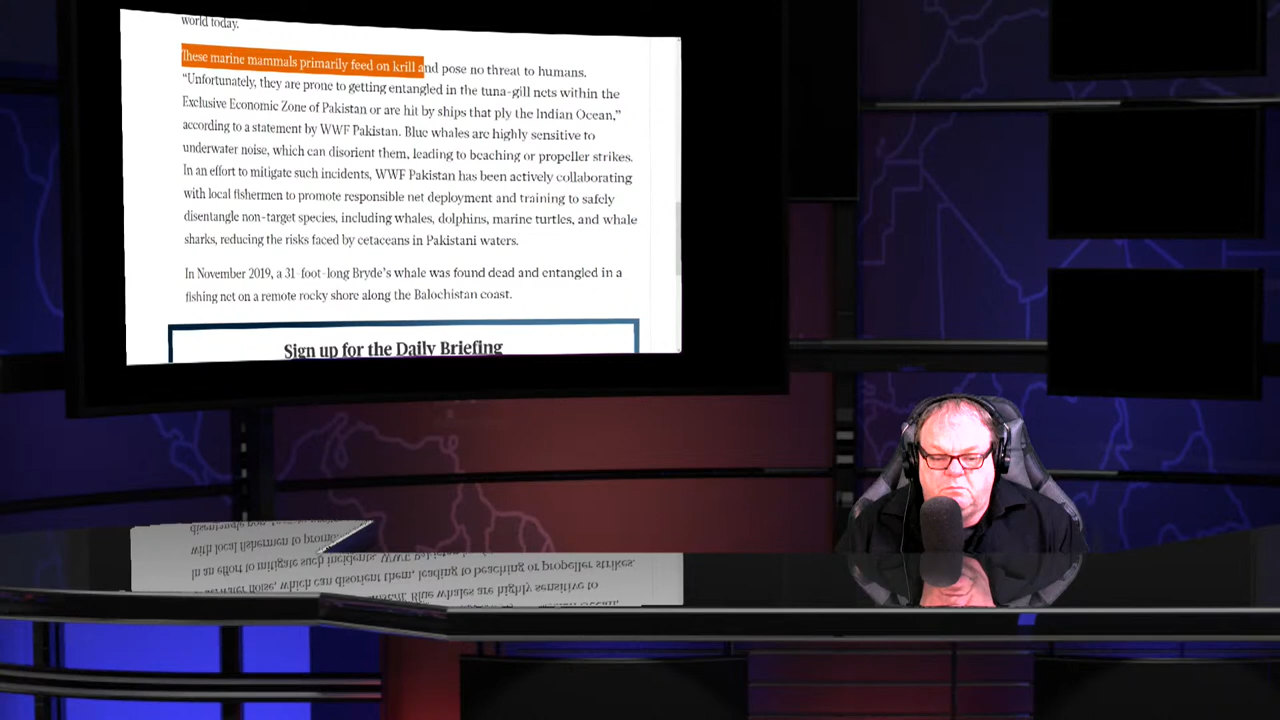 world today.
These marine mammals primarily feed on krill and pose no threat to humans.
“Unfortunately, they are prone to getting entangled in the tuna-gill nets within the
Exclusive Economic Zone of Pakistan or are hit by ships that ply the Indian Ocean,”
according to a statement by WWF Pakistan. Blue whales are highly sensitive to
underwater noise, which can disorient them, leading to beaching or propeller strikes.
In an effort to mitigate such incidents, WWF Pakistan has been actively collaborating
with local fishermen to promote responsible net deployment and training to safely
disentangle non-target species, including whales, dolphins, marine turtles, and whale
sharks, reducing the risks faced by cetaceans in Pakistani waters.
In November 2019, a 31-foot-long Bryde’s whale was found dead and entangled in a
fishing net on a remote rocky shore along the Balochistan coast.
Sign up for the Daily Briefing